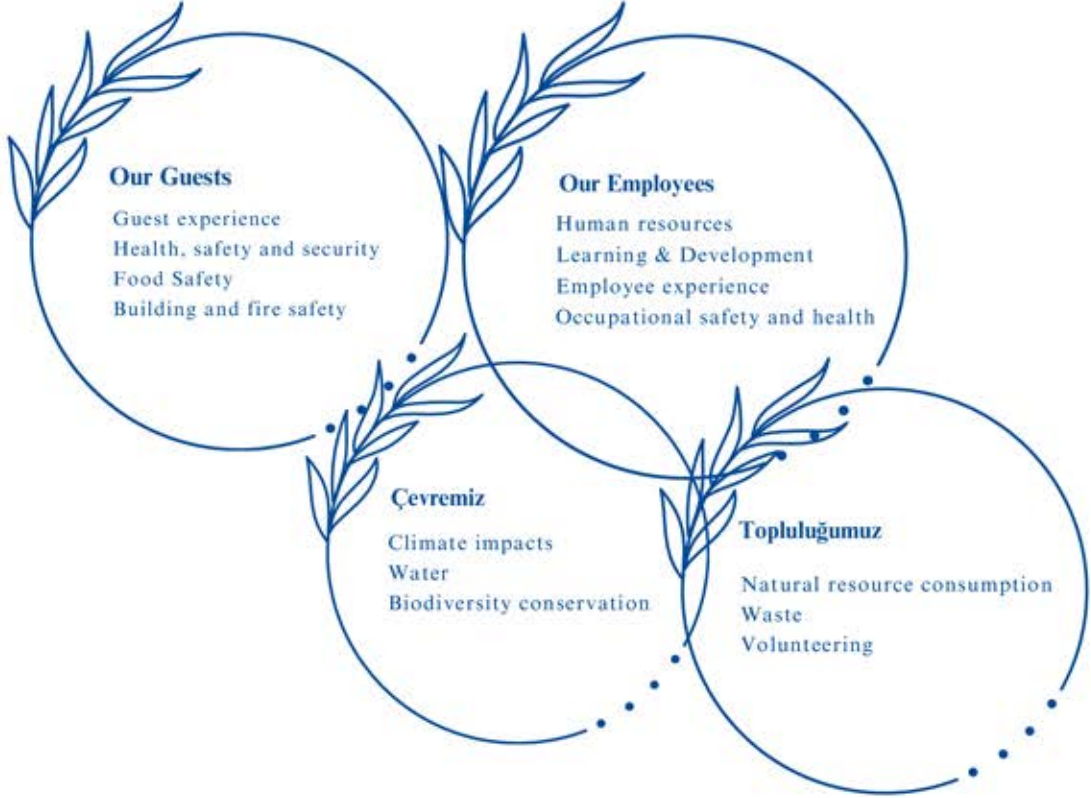 Our Guests
Guest experience
Health, safety and security
Food Safety
Building and fire safety
Our Employees
Human resources
Learning & Development
Employee experience
Occupational safety and health
Çevremiz
Climate impacts
Water
Biodiversity conservation
Topluluğumuz
Natural resource consumption
Waste
Volunteering